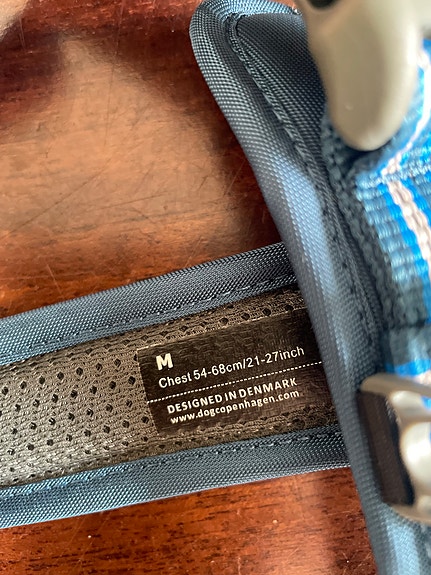 M
Chest 54-68cm/21-27inch
DESIGNED IN DENMARK
www.dogcopenhagen.com